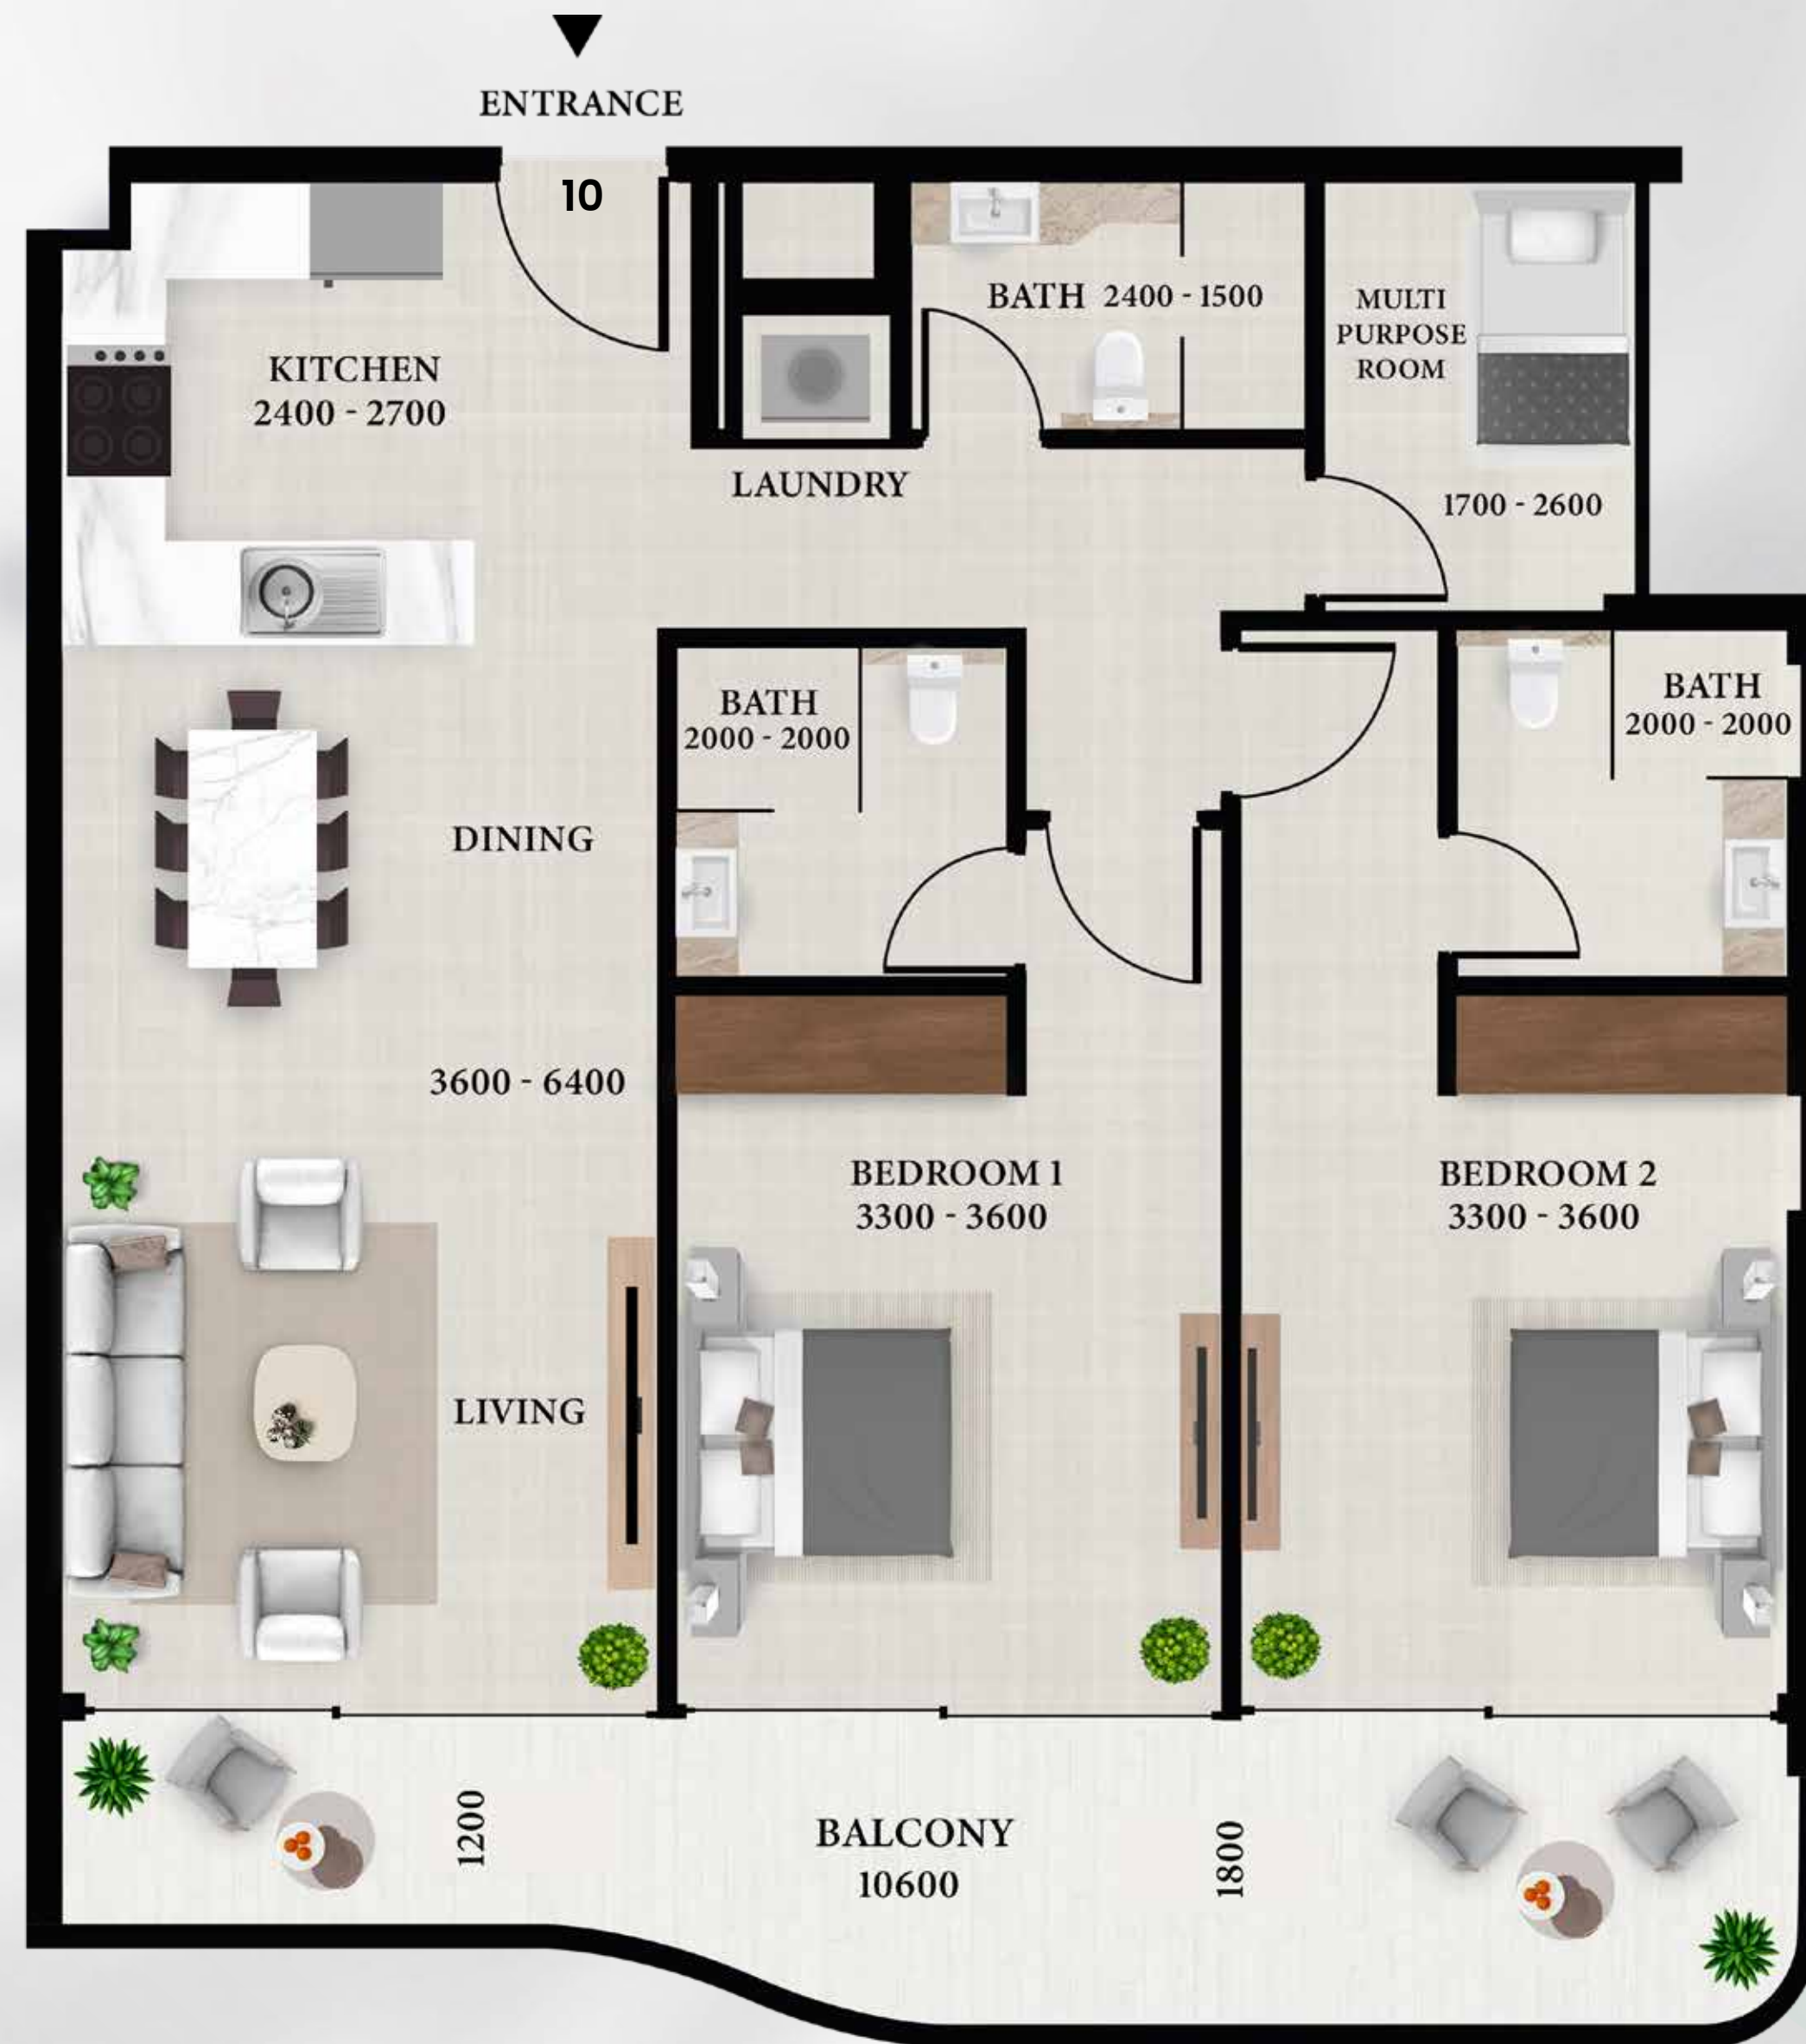 ENTRANCE
10
BATH 2400 - 1500
MULTI
PURPOSE
ROOM
KITCHEN
2400 - 2700
LAUNDRY
1700 - 2600
BATH
2000 - 2000
BATH
2000 - 2000
DINING
3600 - 6400
BEDROOM 1
3300 - 3600
BEDROOM 2
3300 - 3600
LIVING
1200
BALCONY
10600
1800